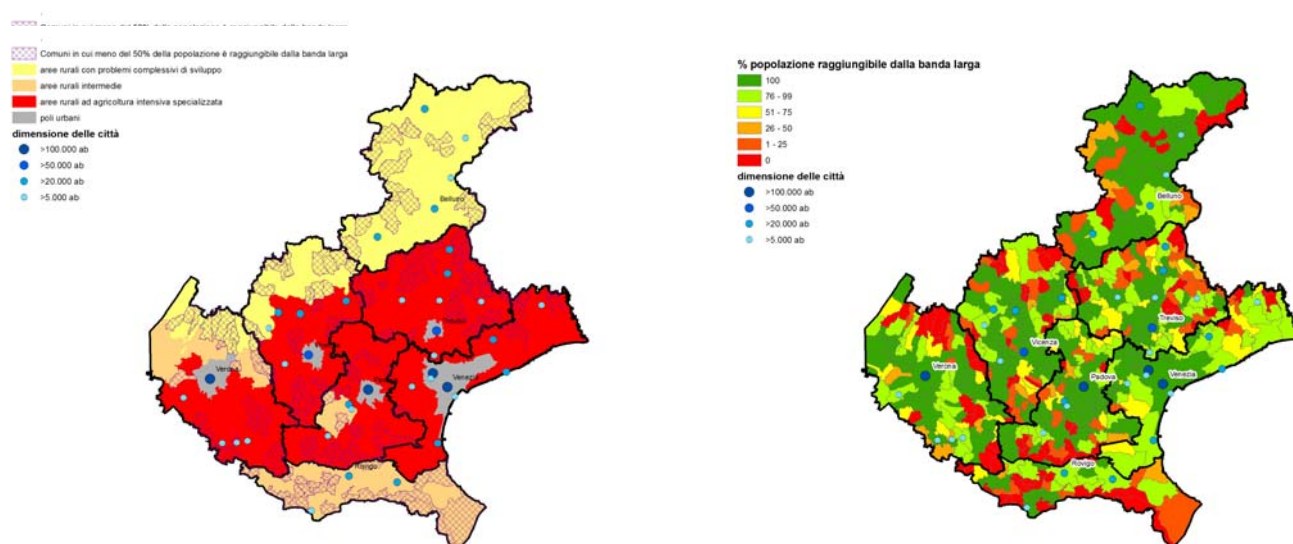 Comuni in cui meno del 50% della popolazione è raggiungibile dalla banda larga
aree rurali con problemi complessivi di sviluppo
aree rurali intermedie
aree rurali ad agricoltura intensiva specializzata
poli urbani
dimensione delle città
>100.000 ab
>50.000 ab
>20.000 ab
>5.000 ab
Belluno
Treviso
Venezi
Rovigo
% popolazione raggiungibile dalla banda larga
100
76 - 99
51 - 75
26 - 50
1 - 25
0
dimensione delle città
>100.000 ab
>50.000 ab
>20.000 ab
>5.000 ab
Belluno
Treviso
Vicenza
Verona
Padova
Venezia
Rovigo